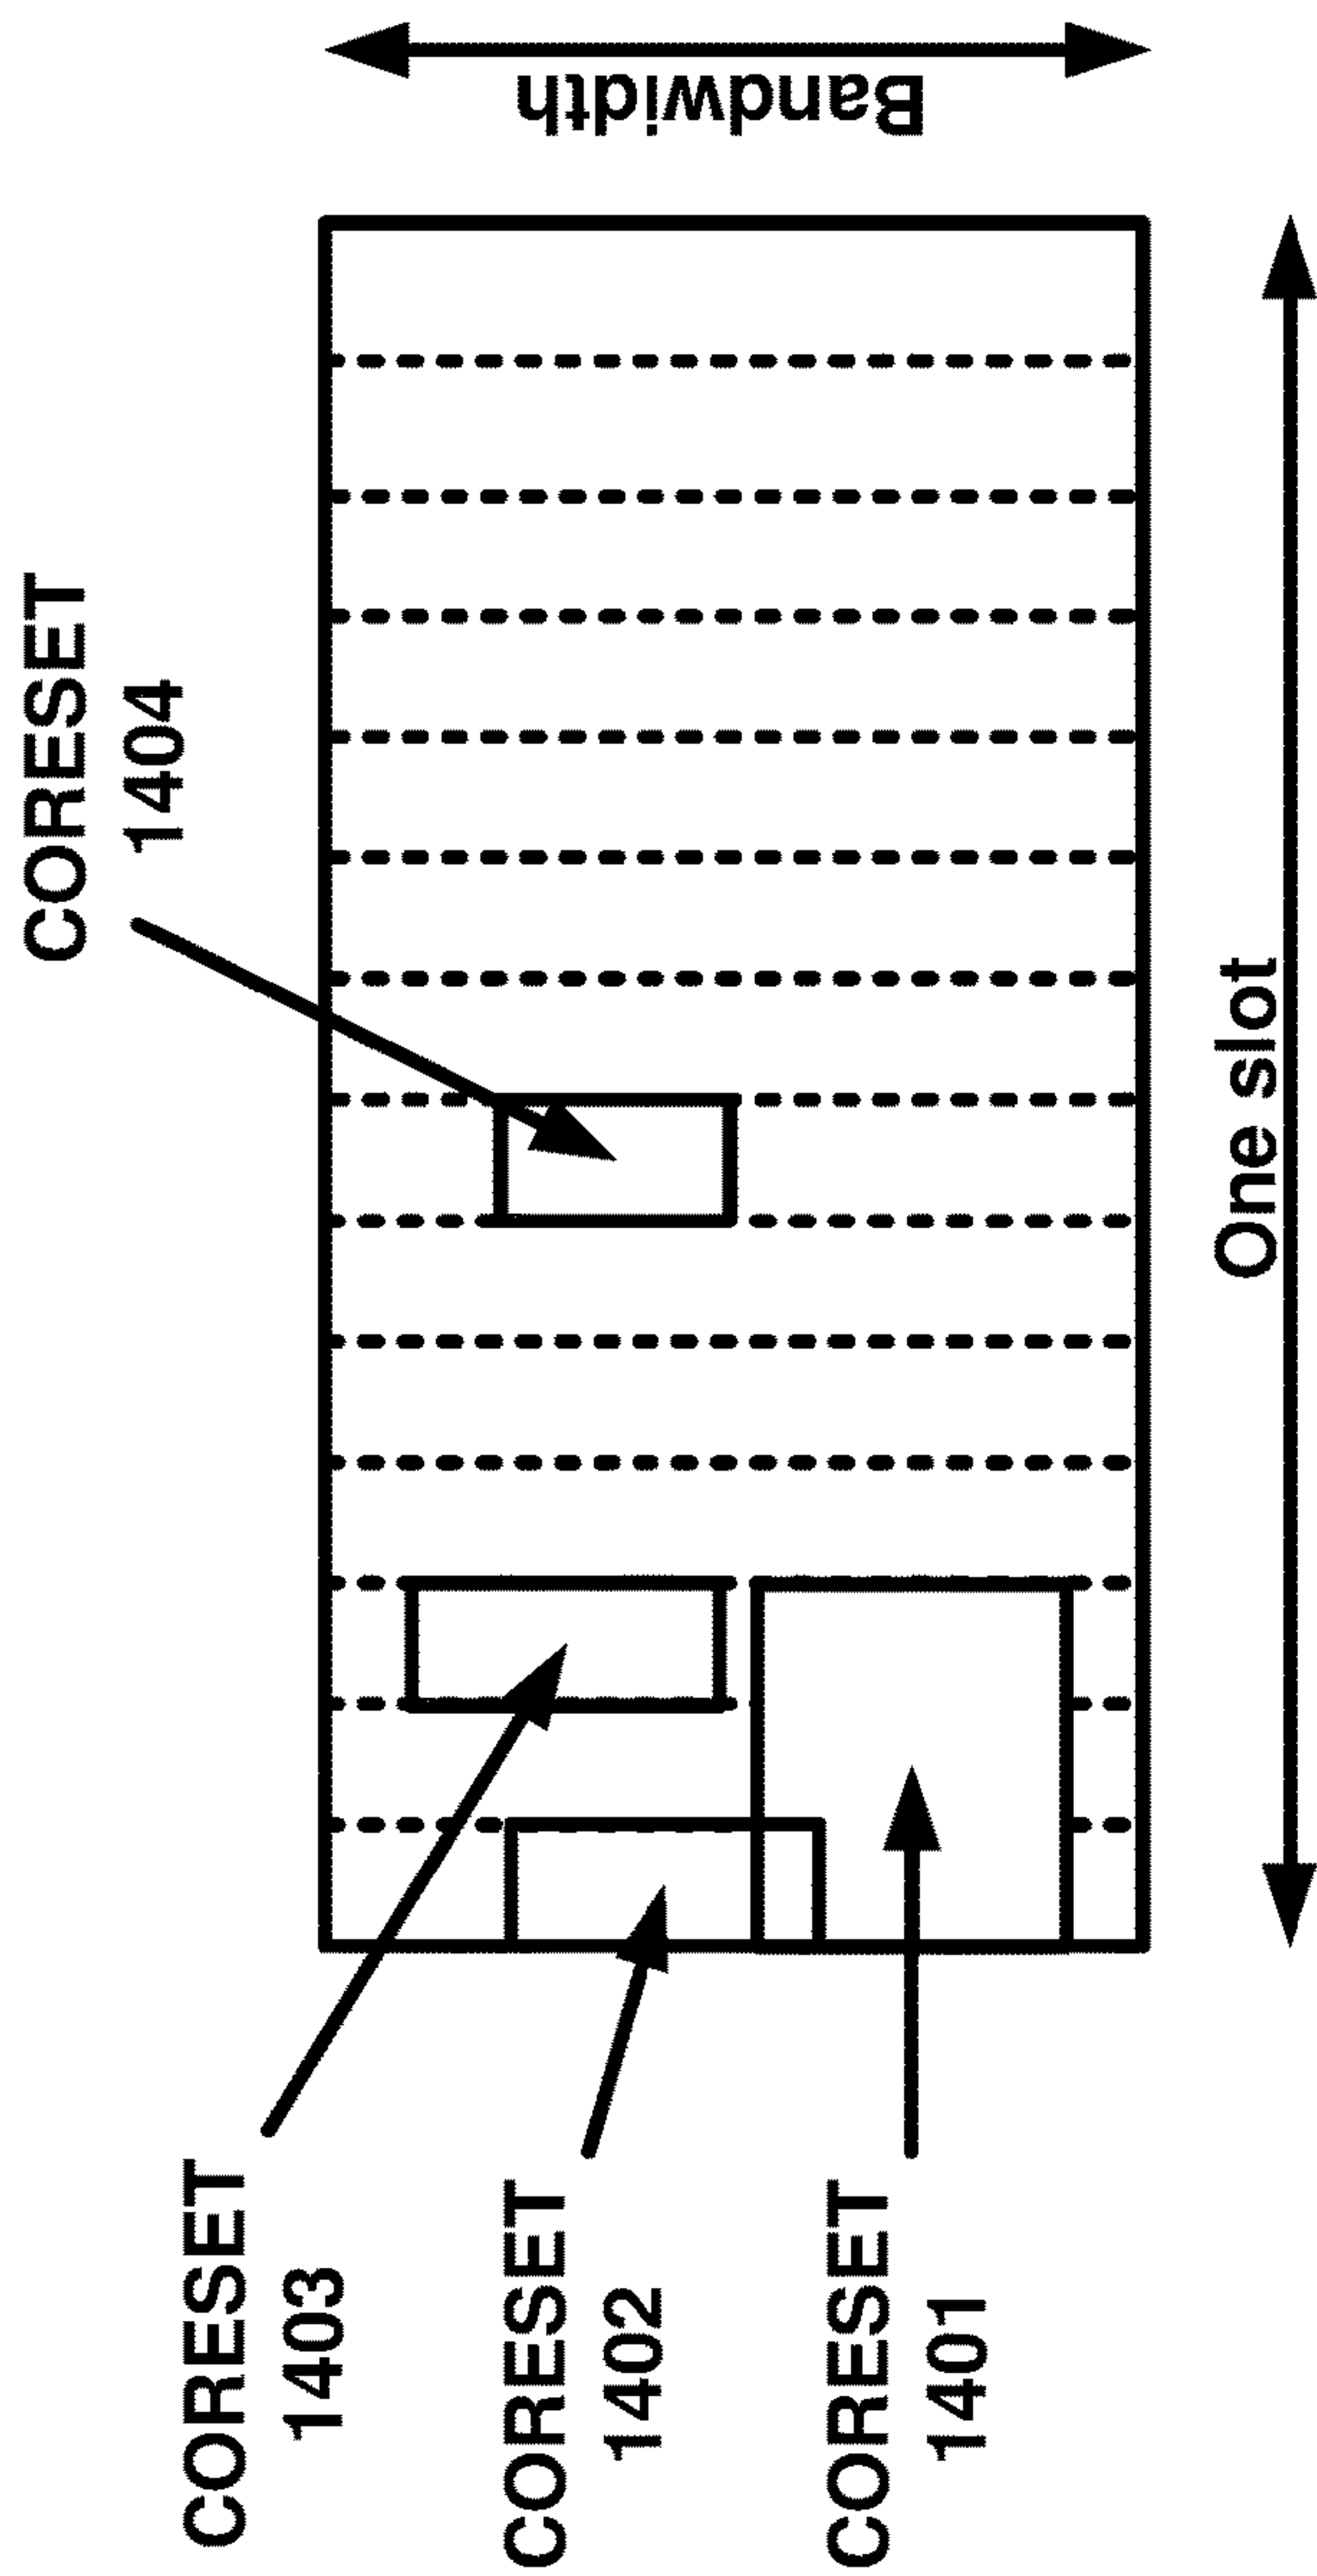 CORESET
1403
CORESET
1402
CORESET
1401
CORESET
1404
One slot
Bandwidth